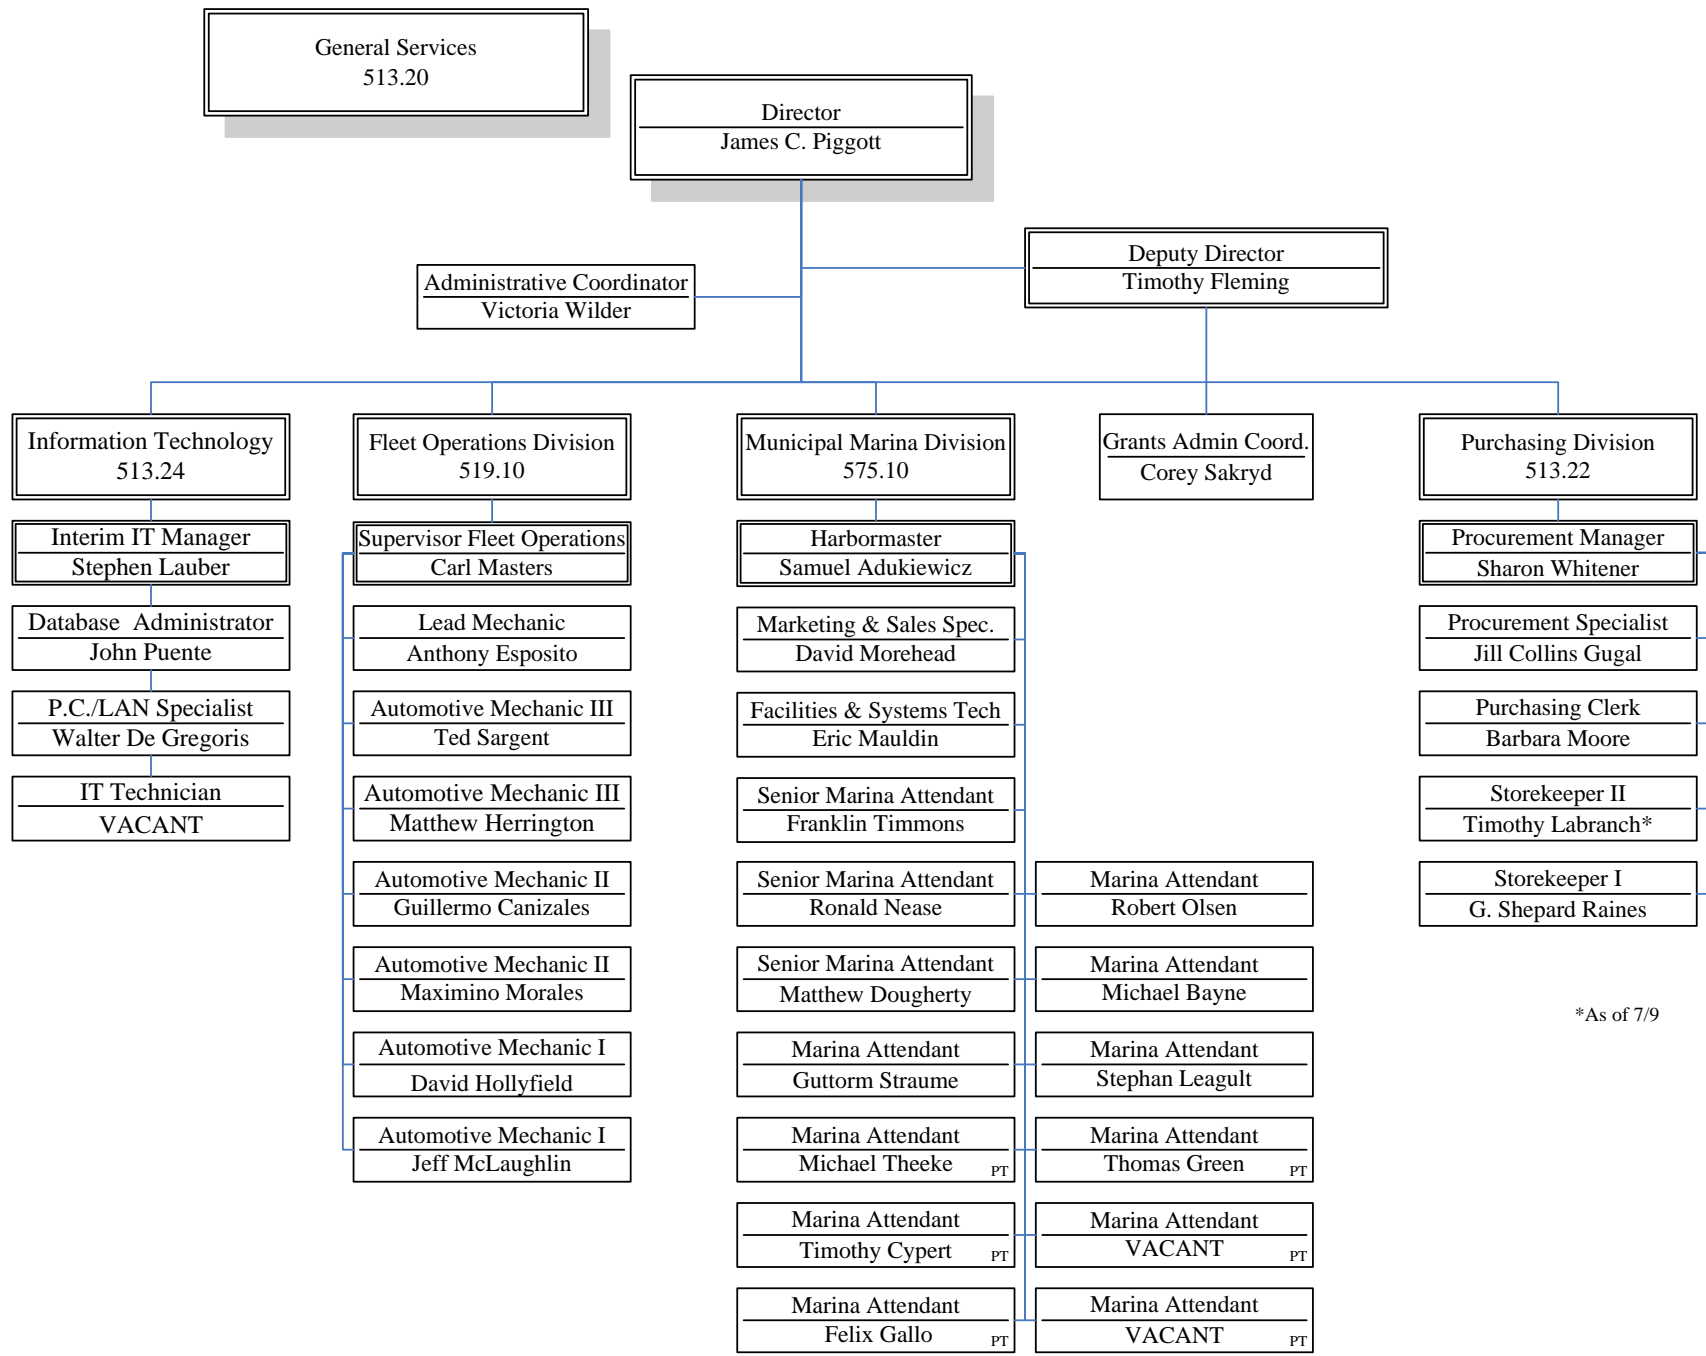 General Services
513.20
Director
James C. Piggott
Deputy Director
Timothy Fleming
Administrative Coordinator
Victoria Wilder
Information Technology
513.24
Interim IT Manager
Stephen Lauber
Database  Administrator
John Puente
P.C./LAN Specialist
Walter De Gregoris
IT Technician
VACANT
Fleet Operations Division
519.10
Supervisor Fleet Operations
Carl Masters
Lead Mechanic
Anthony Esposito
Automotive Mechanic III
Ted Sargent
Automotive Mechanic III
Matthew Herrington
Automotive Mechanic II
Guillermo Canizales
Automotive Mechanic II
Maximino Morales
Automotive Mechanic I
David Hollyfield
Automotive Mechanic I
Jeff McLaughlin
Municipal Marina Division
575.10
Harbormaster
Samuel Adukiewicz
Marketing & Sales Spec.
David Morehead
Facilities & Systems Tech
Eric Mauldin
Senior Marina Attendant
Franklin Timmons
Senior Marina Attendant
Ronald Nease
Senior Marina Attendant
Matthew Dougherty
Marina Attendant
Guttorm Straume
Marina Attendant
Michael Theeke PT
Marina Attendant
Timothy Cypert PT
Marina Attendant
Felix Gallo PT
Marina Attendant
Robert Olsen
Marina Attendant
Michael Bayne
Marina Attendant
Stephan Leagult
Marina Attendant
Thomas Green PT
Marina Attendant
VACANT PT
Marina Attendant
VACANT PT
Grants Admin Coord.
Corey Sakryd
Purchasing Division
513.22
Procurement Manager
Sharon Whitener
Procurement Specialist
Jill Collins Gugal
Purchasing Clerk
Barbara Moore
Storekeeper II
Timothy Labranch*
Storekeeper I
G. Shepard Raines
*As of 7/9